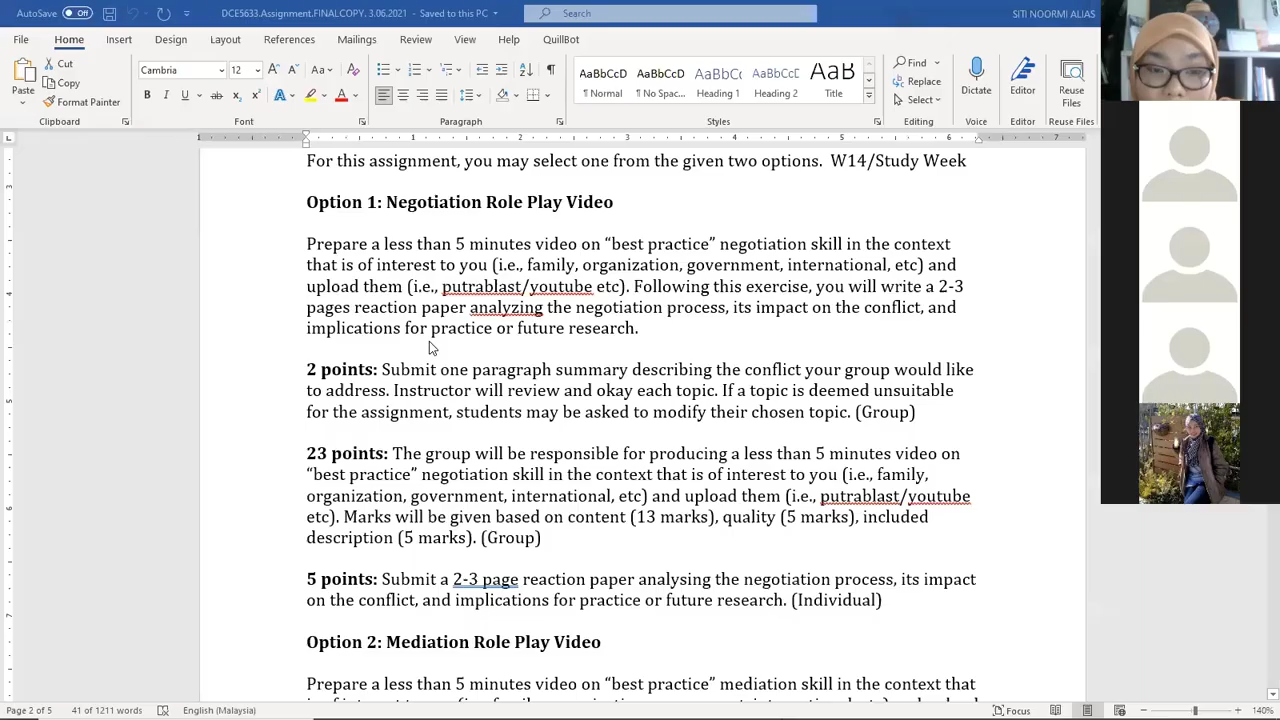 AutoSave Off DCE5633.Assignment.FINALCOPY, 3.06.2021 - Saved to this PC Search SITI NOORMI ALIAS
File Home Insert Design Layout References Mailings Review View Help QuillBot
Paste Cut Copy Format Painter
Cambria 12
AaBbCcD AaBbCcD AaBbCc AaBbCcD AaB
¶ Normal ¶ No Spac... Heading 1 Heading 2 Title
Find Replace Select
Dictate Editor Reuse Files
Clipboard Font Paragraph Styles Editing Voice Editor Reuse Files
1 1 2 3 4 5 6 7
For this assignment, you may select one from the given two options. W14/Study Week
Option 1: Negotiation Role Play Video
Prepare a less than 5 minutes video on “best practice” negotiation skill in the context
that is of interest to you (i.e., family, organization, government, international, etc) and
upload them (i.e., putrablast/youtube etc). Following this exercise, you will write a 2-3
pages reaction paper analyzing the negotiation process, its impact on the conflict, and
implications for practice or future research.
2 points: Submit one paragraph summary describing the conflict your group would like
to address. Instructor will review and okay each topic. If a topic is deemed unsuitable
for the assignment, students may be asked to modify their chosen topic. (Group)
23 points: The group will be responsible for producing a less than 5 minutes video on
“best practice” negotiation skill in the context that is of interest to you (i.e., family,
organization, government, international, etc) and upload them (i.e., putrablast/youtube
etc). Marks will be given based on content (13 marks), quality (5 marks), included
description (5 marks). (Group)
5 points: Submit a 2-3 page reaction paper analysing the negotiation process, its impact
on the conflict, and implications for practice or future research. (Individual)
Option 2: Mediation Role Play Video
Prepare a less than 5 minutes video on “best practice” mediation skill in the context that
Page 2 of 5 41 of 1211 words English (Malaysia) Focus 140%